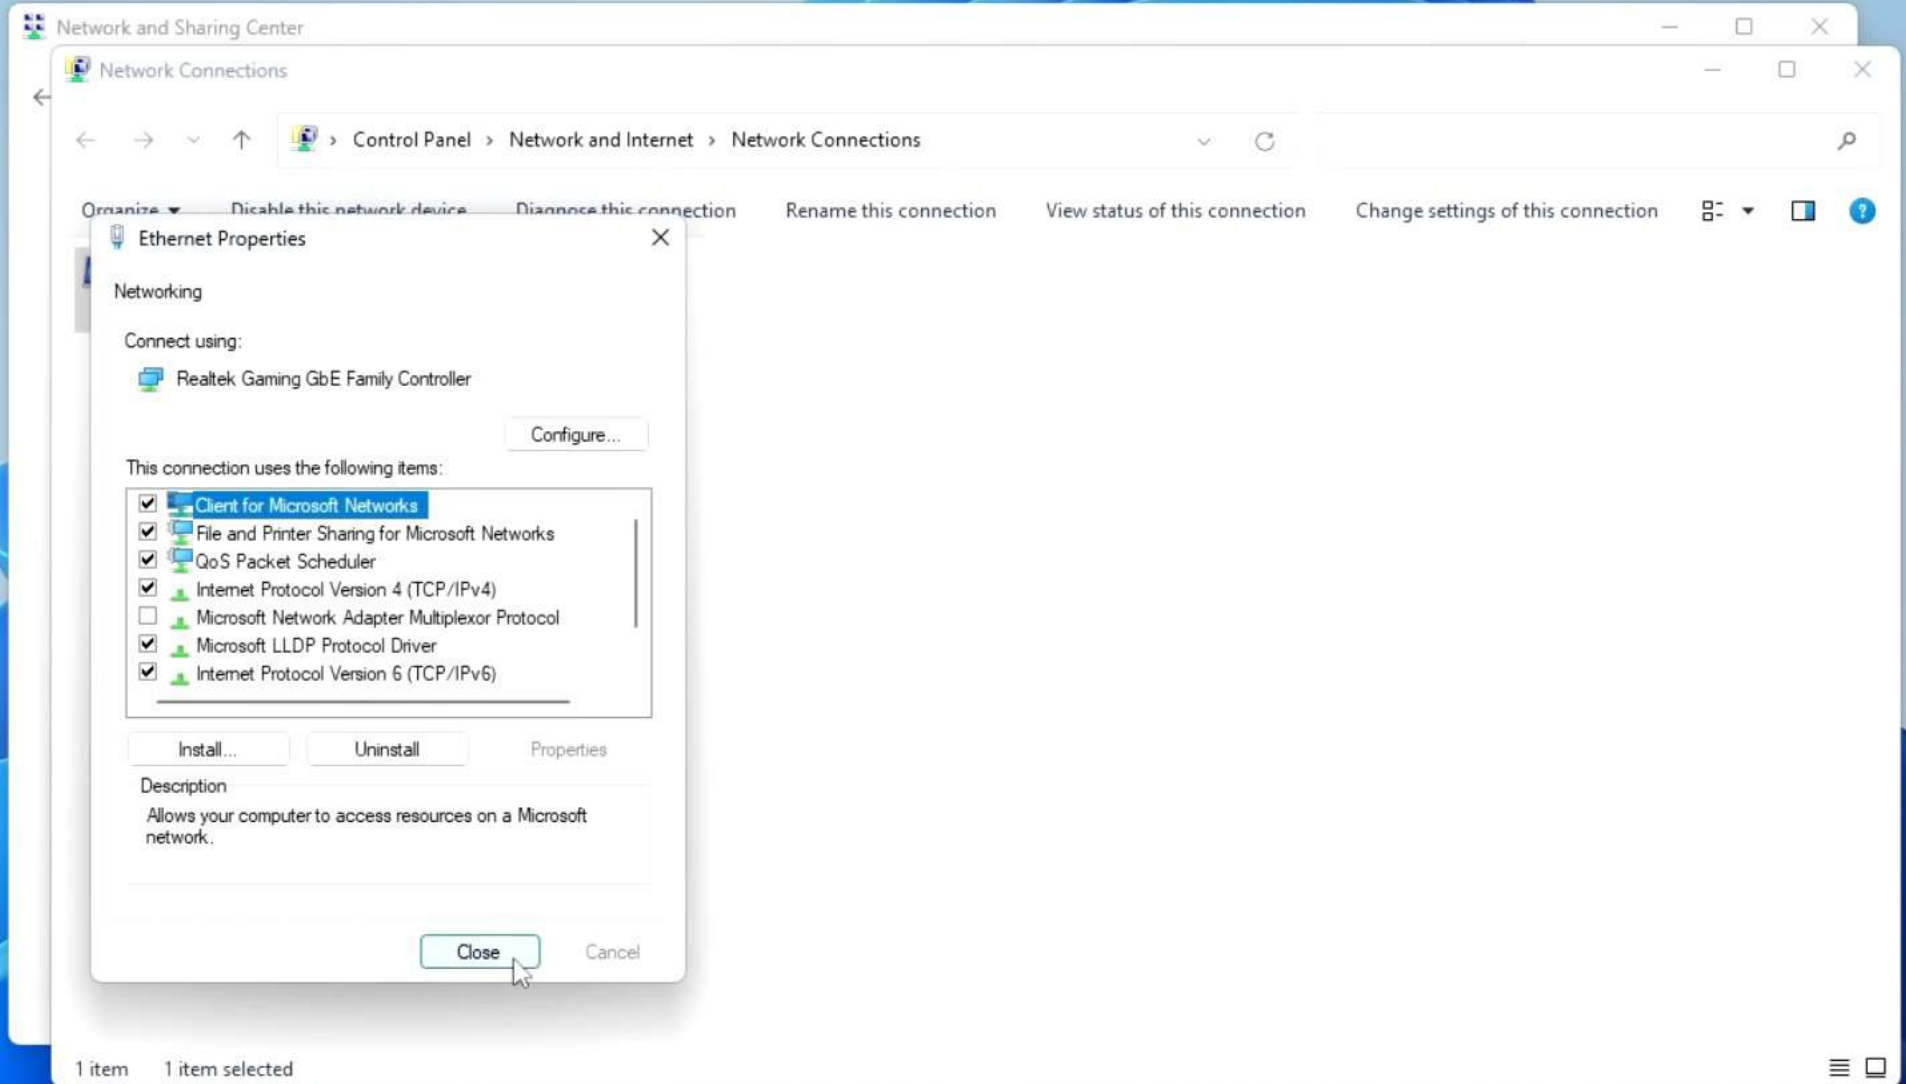 Network and Sharing Center
Network Connections
Control Panel > Network and Internet > Network Connections
Organize Disable this network device Diagnose this connection Rename this connection View status of this connection Change settings of this connection
Ethernet Properties
Networking
Connect using:
Realtek Gaming GbE Family Controller
Configure...
This connection uses the following items:
Client for Microsoft Networks
File and Printer Sharing for Microsoft Networks
QoS Packet Scheduler
Internet Protocol Version 4 (TCP/IPv4)
Microsoft Network Adapter Multiplexor Protocol
Microsoft LLDP Protocol Driver
Internet Protocol Version 6 (TCP/IPv6)
Install... Uninstall Properties
Description
Allows your computer to access resources on a Microsoft
network.
Close Cancel
1 item 1 item selected